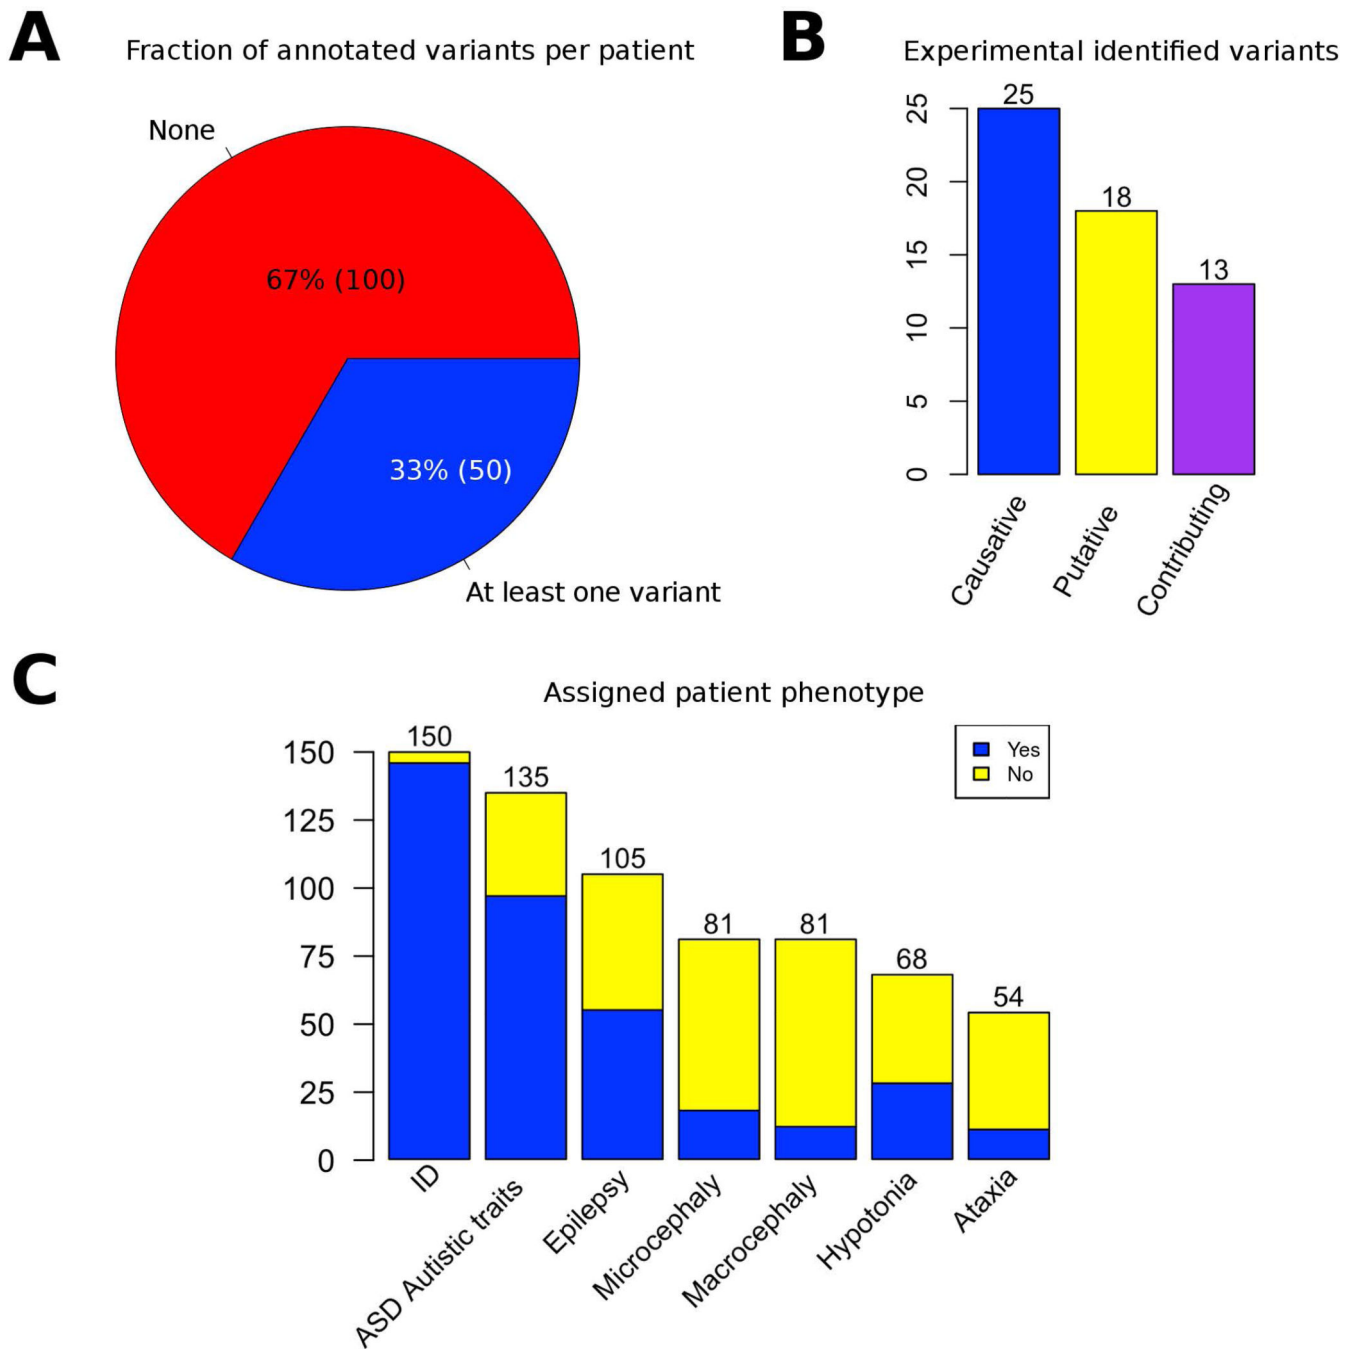 A
Fraction of annotated variants per patient
None
67% (100)
33% (50)
At least one variant
B
Experimental identified variants
25
20
15
10
5
0
25
18
13
Causative
Putative
Contributing
C
Assigned patient phenotype
Yes
No
150
125
100
75
50
25
0
150
135
105
81
81
68
54
ID
ASD Autistic traits
Epilepsy
Microcephaly
Macrocephaly
Hypotonia
Ataxia